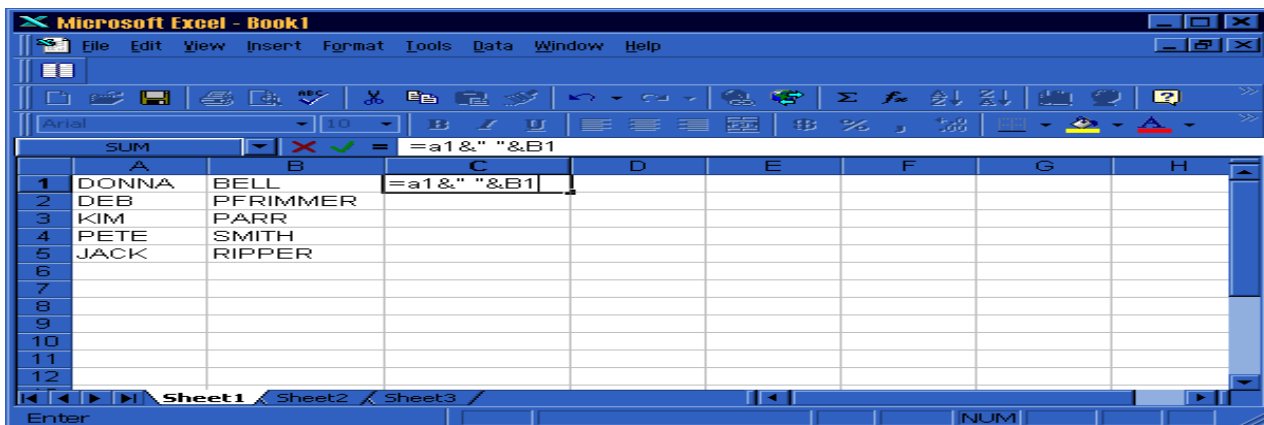 Microsoft Excel - Book1
File Edit View Insert Format Tools Data Window Help
ABC
Arial 10 B I U $ % ,
SUM = =a1&" "&B1
A B C D E F G H
1 DONNA BELL =a1&" "&B1
2 DEB PFRIMMER
3 KIM PARR
4 PETE SMITH
5 JACK RIPPER
6
7
8
9
10
11
12
Sheet1 Sheet2 Sheet3
Enter NUM